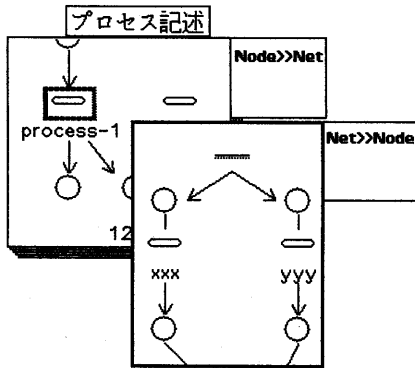 プロセス記述
Node>>Net
process-1
Net>>Node
12
xxx
yyy